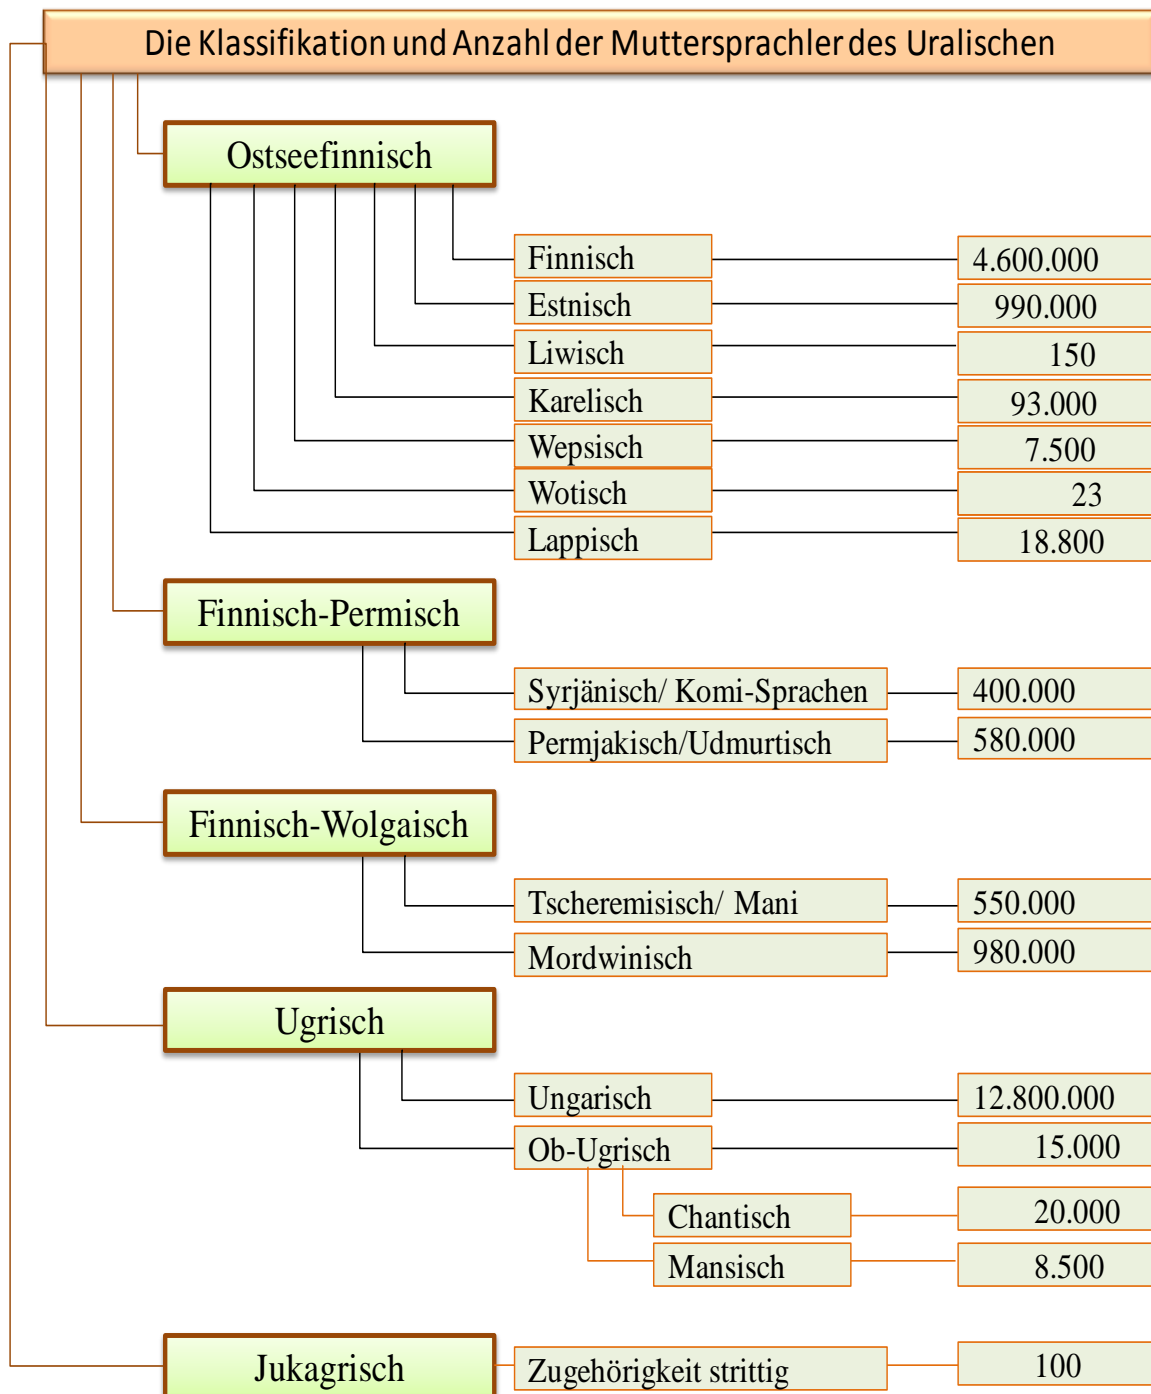 Die Klassifikation und Anzahl der Muttersprachler des Uralischen
Ostseefinnisch
Finnisch 4.600.000
Estnisch 990.000
Liwisch 150
Karelisch 93.000
Wepsisch 7.500
Wotisch 23
Lappisch 18.800
Finnisch-Permisch
Syrjänisch/ Komi-Sprachen 400.000
Permjakisch/Udmurtisch 580.000
Finnisch-Wolgaisch
Tscheremisisch/ Mani 550.000
Mordwinisch 980.000
Ugrisch
Ungarisch 12.800.000
Ob-Ugrisch 15.000
Chantisch 20.000
Mansisch 8.500
Jukagrisch Zugehörigkeit strittig 100